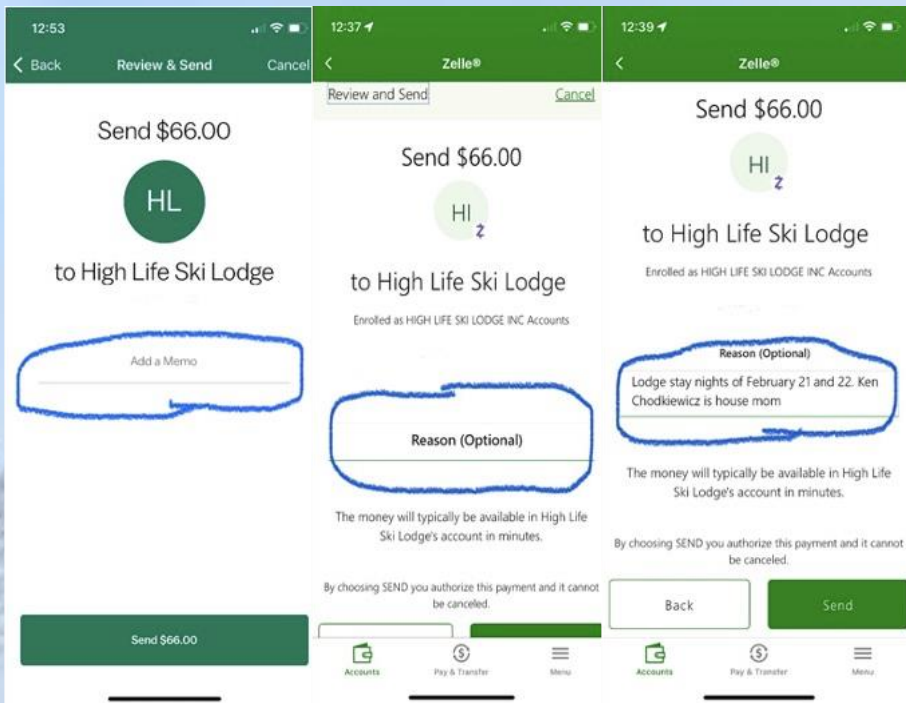 12:53
Back
Review & Send
Cancel
Send $66.00
HL
to High Life Ski Lodge
Add a Memo
Send $66.00
12:37
Zelle®
Review and Send
Cancel
Send $66.00
HI
to High Life Ski Lodge
Enrolled as HIGH LIFE SKI LODGE INC Accounts
Reason (Optional)
The money will typically be available in High Life
Ski Lodge's account in minutes.
By choosing SEND you authorize this payment and it cannot
be canceled.
Accounts
Pay & Transfer
Menu
12:39
Zelle®
Send $66.00
HI
to High Life Ski Lodge
Enrolled as HIGH LIFE SKI LODGE INC Accounts
Reason (Optional)
Lodge stay nights of February 21 and 22. Ken
Chodkiewicz is house mom
The money will typically be available in High Life
Ski Lodge's account in minutes.
By choosing SEND you authorize this payment and it cannot
be canceled.
Back
Send
Accounts
Pay & Transfer
Menu